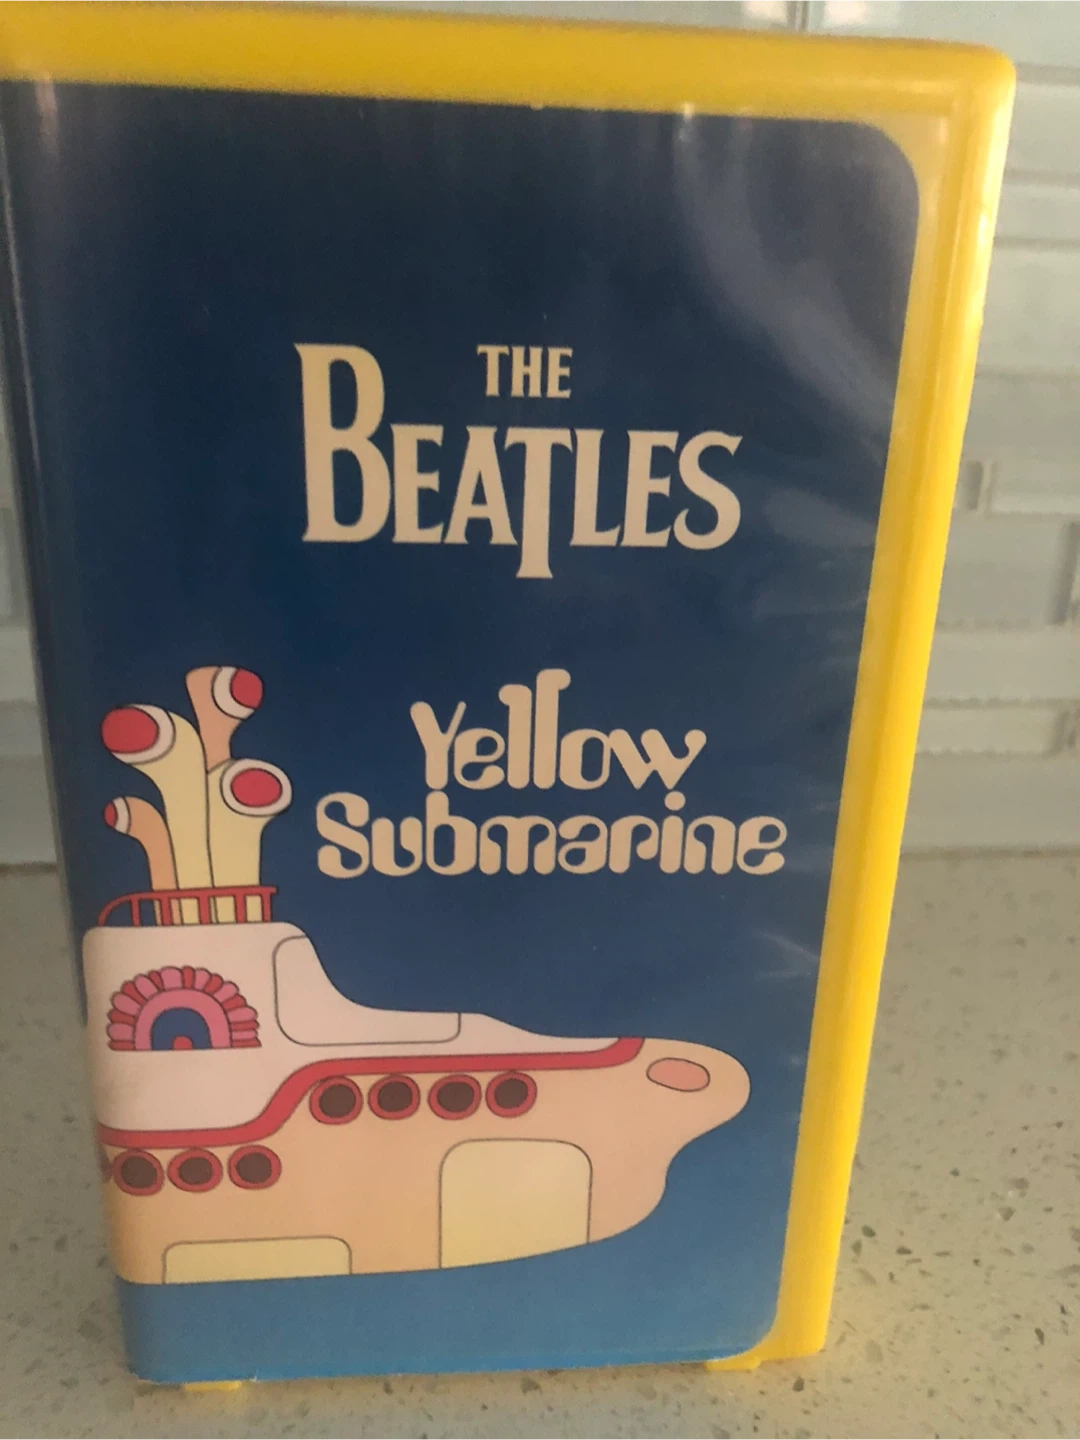 THE
BEATLES
Yellow
Submarine